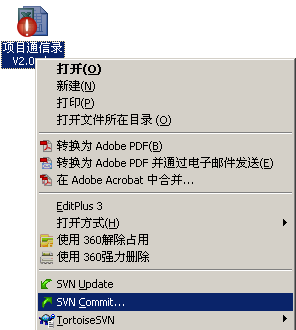 项目通信录
V2.0
打开(O)
新建(N)
打印(P)
打开文件所在目录 (O)
转换为 Adobe PDF(B)
转换为 Adobe PDF 并通过电子邮件发送(E)
在 Adobe Acrobat 中合并...
EditPlus 3
打开方式(H)
使用 360解除占用
使用 360强力删除
SVN Update
SVN Commit...
TortoiseSVN